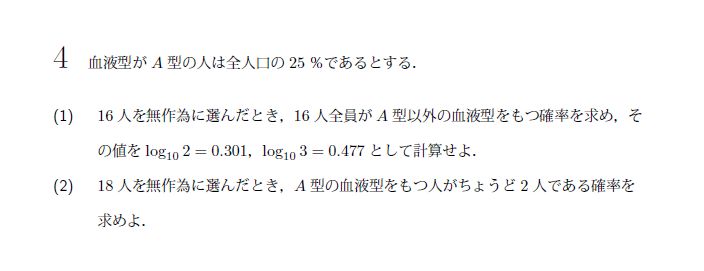 4 血液型が A 型の人は全人口の 25 %であるとする.
(1) 16 人を無作為に選んだとき,16 人全員が A 型以外の血液型をもつ確率を求め,そ
の値を log₁₀ 2 = 0.301,log₁₀ 3 = 0.477 として計算せよ.
(2) 18 人を無作為に選んだとき,A 型の血液型をもつ人がちょうど 2 人である確率を
求めよ.